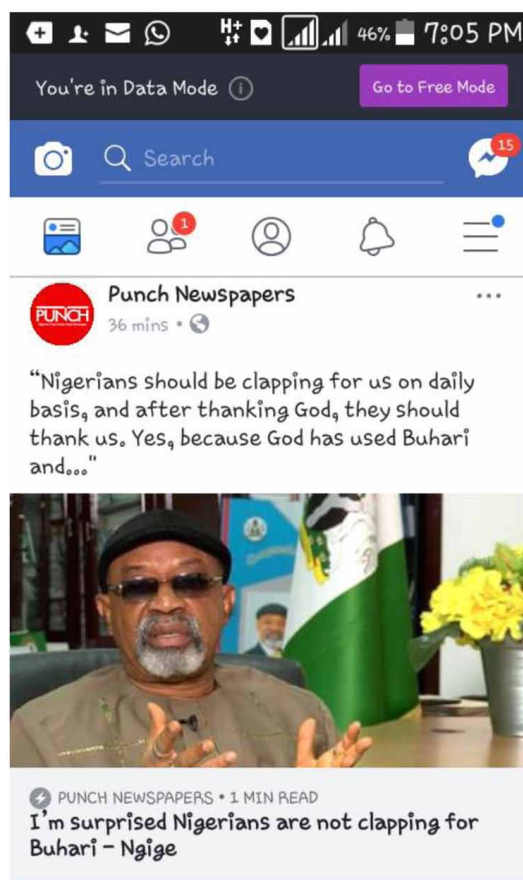 46% 7:05 PM
You're in Data Mode
Go to Free Mode
Search
15
1
Punch Newspapers
36 mins •
PUNCH
“Nigerians should be clapping for us on daily
basis, and after thanking God, they should
thank us. Yes, because God has used Buhari
and..."
PUNCH NEWSPAPERS • 1 MIN READ
I'm surprised Nigerians are not clapping for
Buhari – Ngige